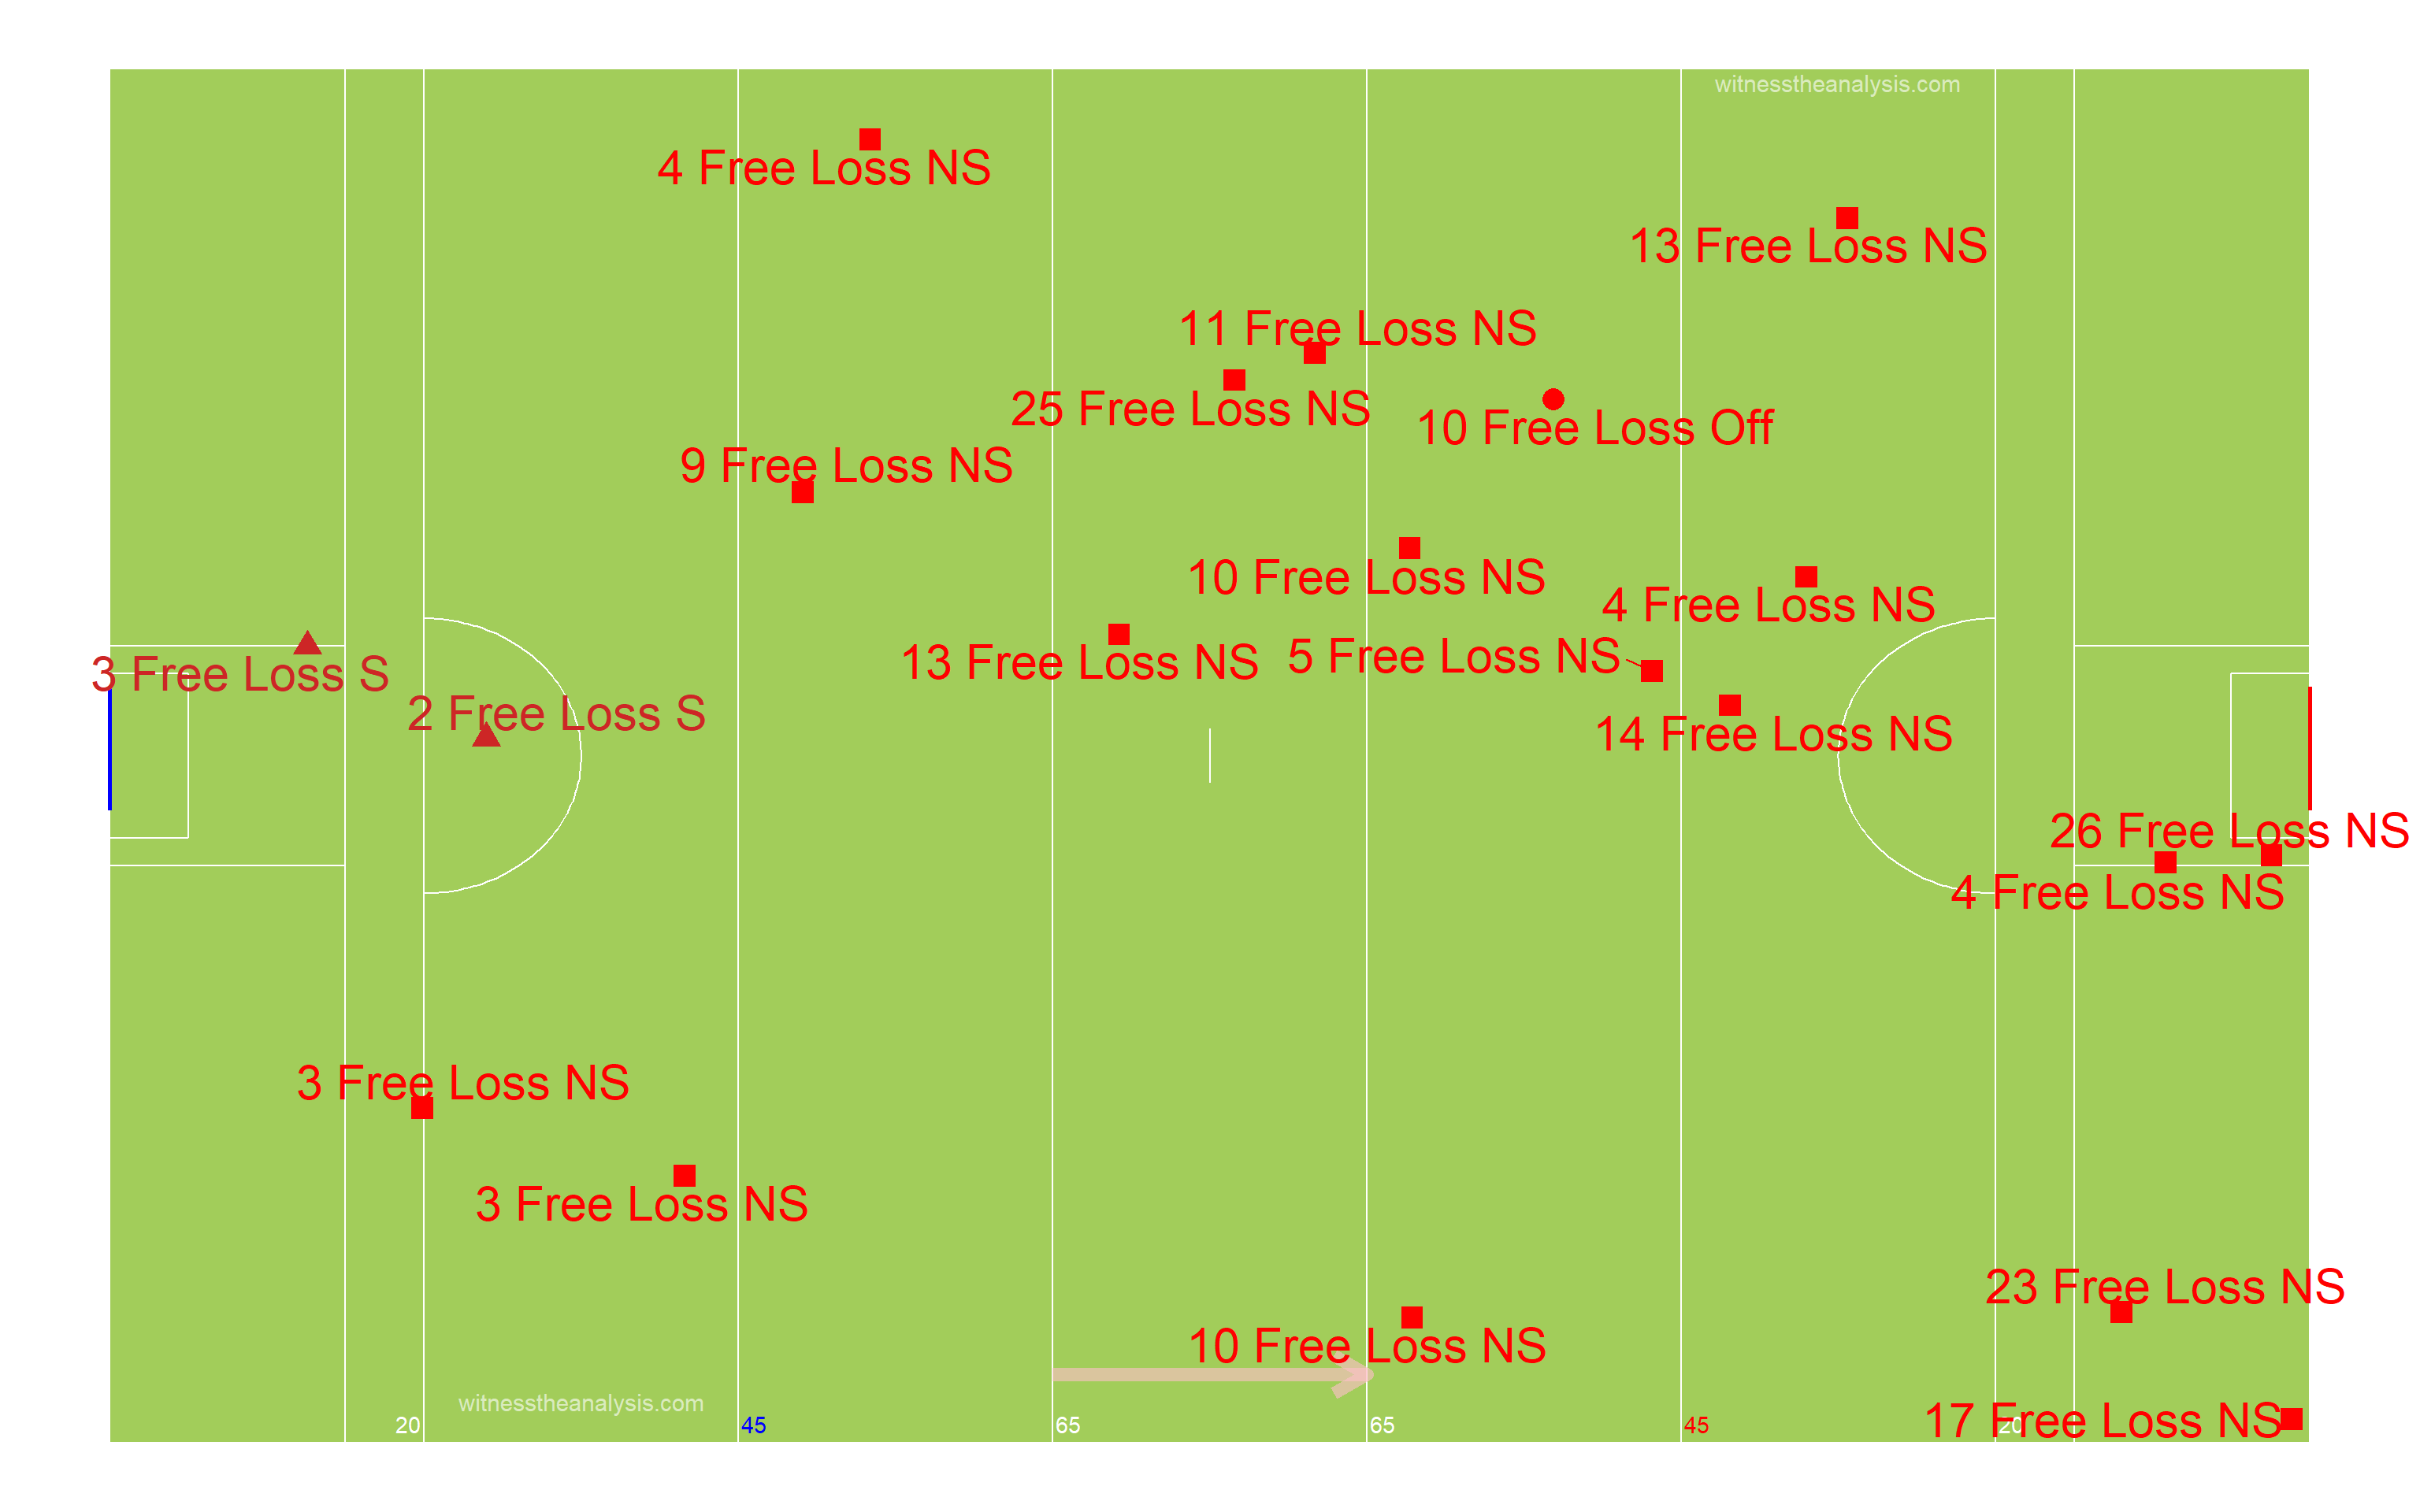 witnesstheanalysis.com
4 Free Loss NS
13 Free Loss NS
11 Free Loss NS
25 Free Loss NS
10 Free Loss Off
9 Free Loss NS
10 Free Loss NS
4 Free Loss NS
13 Free Loss NS
5 Free Loss NS
3 Free Loss S
2 Free Loss S
14 Free Loss NS
26 Free Loss NS
4 Free Loss NS
3 Free Loss NS
3 Free Loss NS
23 Free Loss NS
10 Free Loss NS
witnesstheanalysis.com
17 Free Loss NS
20
45
65
65
45
20